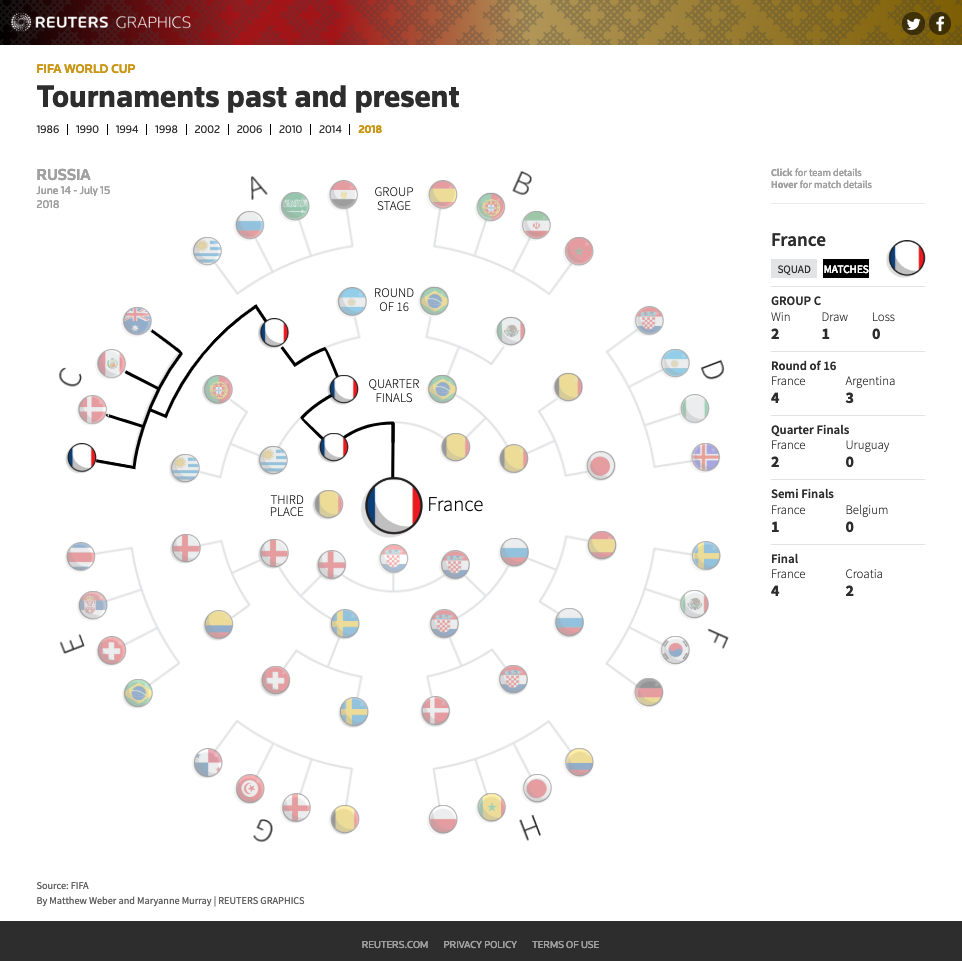 REUTERS GRAPHICS
FIFA WORLD CUP
Tournaments past and present
1986 | 1990 | 1994 | 1998 | 2002 | 2006 | 2010 | 2014 | 2018
RUSSIA
June 14 - July 15
2018
A
B
C
D
E
F
G
H
GROUP
STAGE
ROUND
OF 16
QUARTER
FINALS
THIRD
PLACE
France
Click for team details
Hover for match details
France
SQUAD MATCHES
GROUP C
Win Draw Loss
2 1 0
Round of 16
France Argentina
4 3
Quarter Finals
France Uruguay
2 0
Semi Finals
France Belgium
1 0
Final
France Croatia
4 2
Source: FIFA
By Matthew Weber and Maryanne Murray | REUTERS GRAPHICS
REUTERS.COM PRIVACY POLICY TERMS OF USE